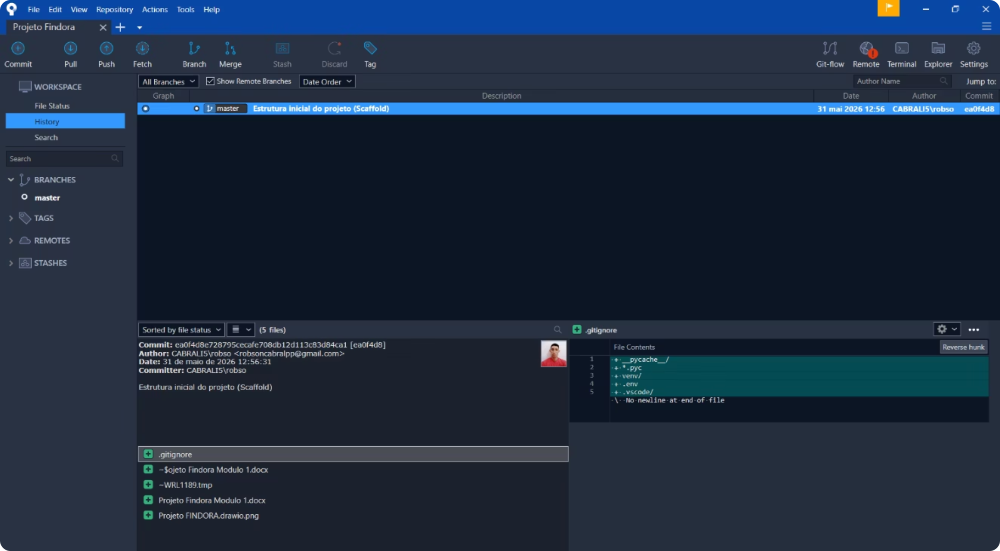 File Edit View Repository Actions Tools Help
Projeto Findora
Commit Pull Push Fetch Branch Merge Stash Discard Tag Git-flow Remote Terminal Explorer Settings
WORKSPACE
File Status
History
Search
Search
BRANCHES
master
TAGS
REMOTES
STASHES
All Branches Show Remote Branches Date Order Author Name Jump to:
Graph Description Date Author Commit
master Estrutura inicial do projeto (Scaffold) 31 mai 2026 12:56 CABRALI5\robso ea0f4d8
Sorted by file status (5 files)
Commit: ea0f4d8e728795cecafe708db12d113c83d84ca1 [ea0f4d8]
Author: CABRALI5\robso <robsoncabralpp@gmail.com>
Date: 31 de maio de 2026 12:56:31
Committer: CABRALI5\robso
Estrutura inicial do projeto (Scaffold)
.gitignore
~$ojeto Findora Modulo 1.docx
~WRL1189.tmp
Projeto Findora Modulo 1.docx
Projeto FINDORA.drawio.png
.gitignore
File Contents Reverse hunk
1 + __pycache__/
2 + *.pyc
3 + venv/
4 + .env
5 + .vscode/
\ No newline at end of file